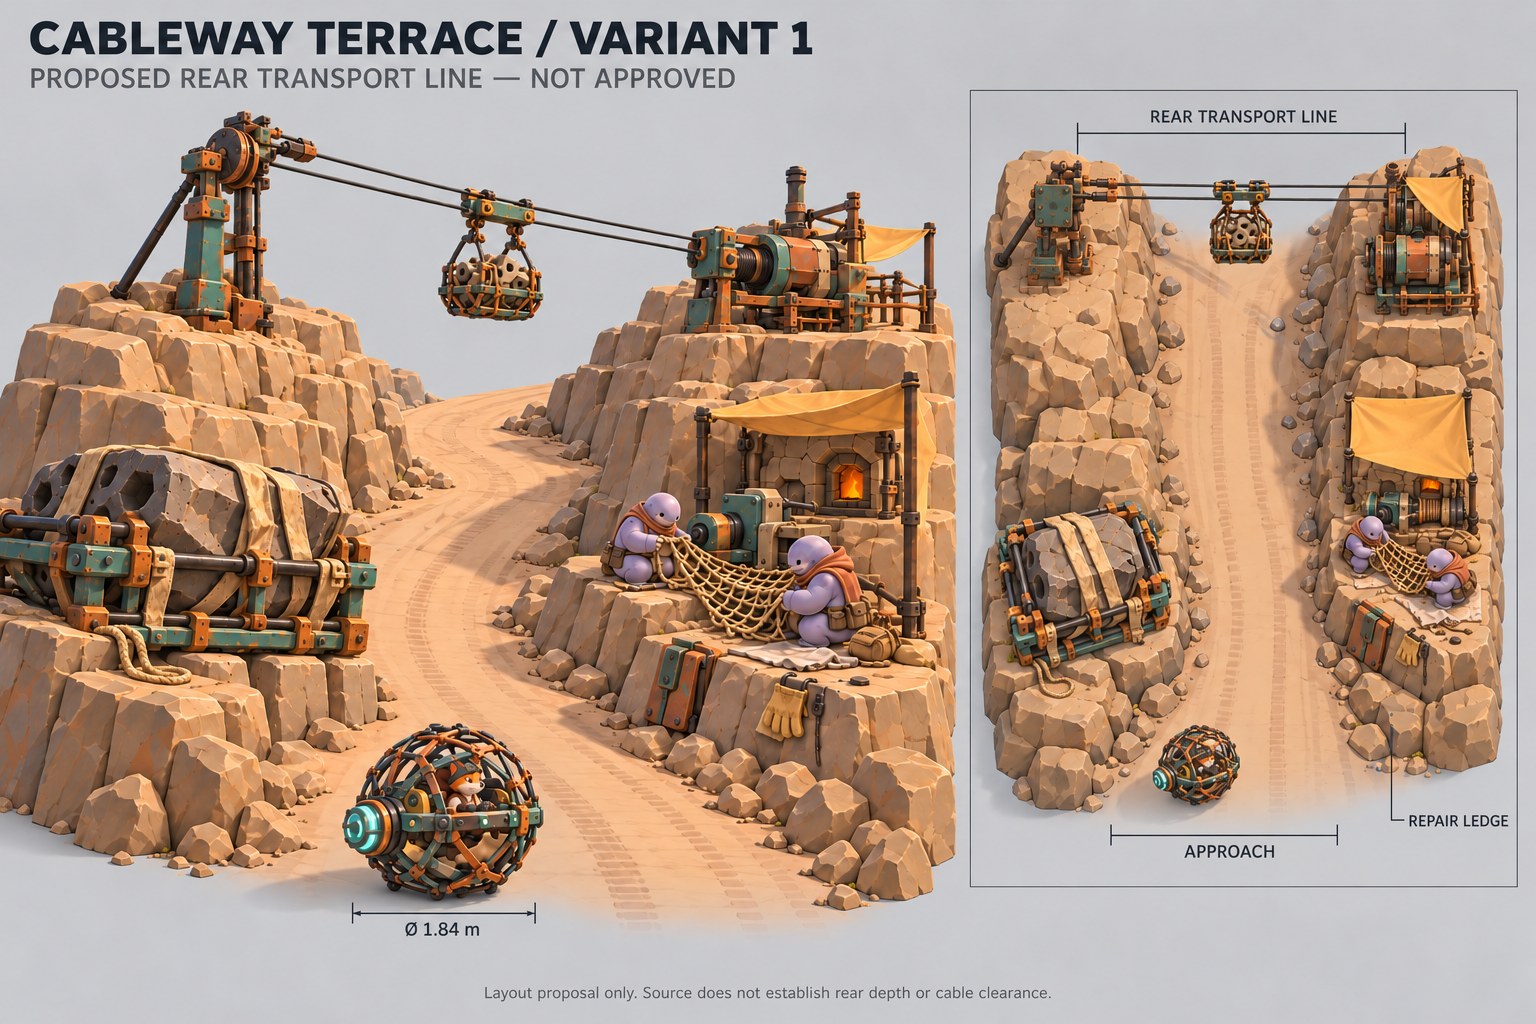 CABLEWAY TERRACE / VARIANT 1
PROPOSED REAR TRANSPORT LINE — NOT APPROVED
REAR TRANSPORT LINE
REPAIR LEDGE
APPROACH
Ø 1.84 m
Layout proposal only. Source does not establish rear depth or cable clearance.